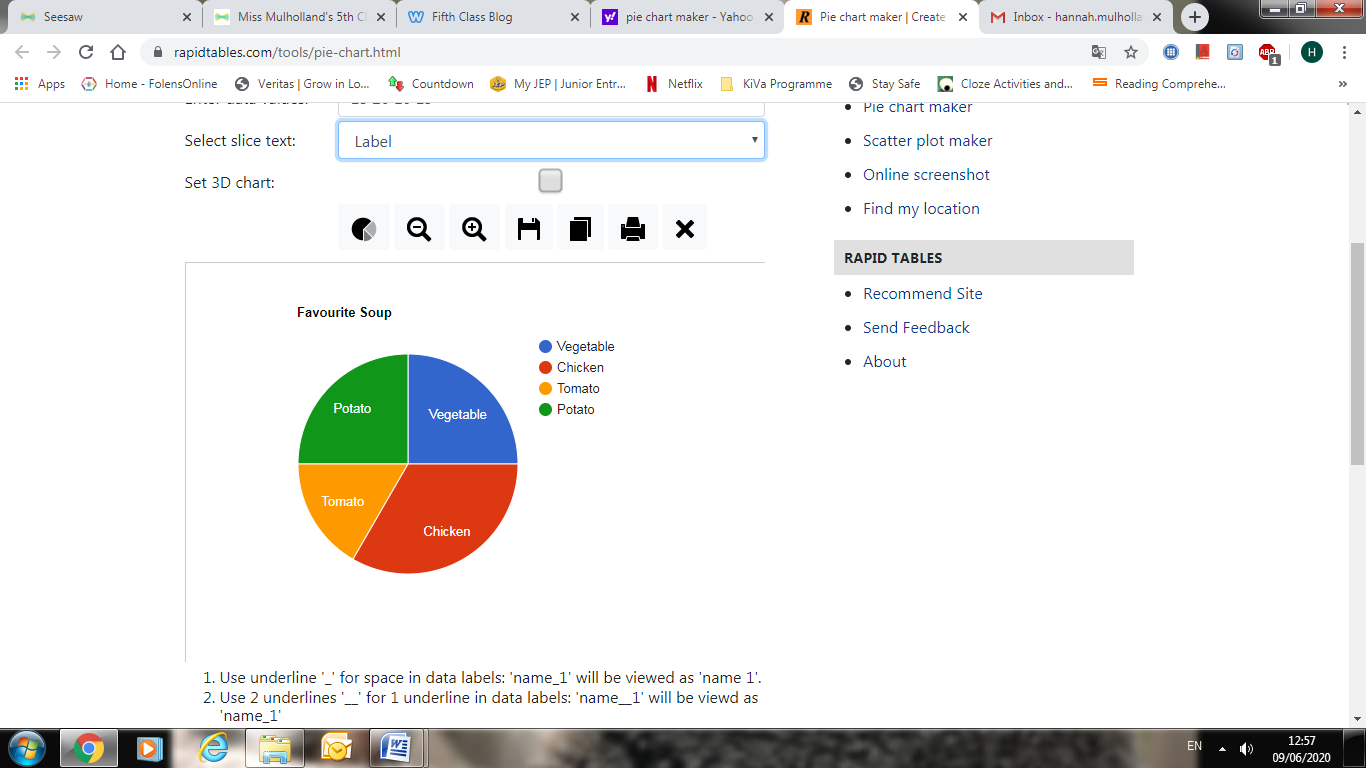 Seesaw
Miss Mulholland's 5th Cl
Fifth Class Blog
pie chart maker - Yahoo
Pie chart maker | Create
Inbox - hannah.mulholla
rapidtables.com/tools/pie-chart.html
ABP
1
H
Apps
Home - FolensOnline
Veritas | Grow in Lo...
Countdown
My JEP | Junior Entr...
Netflix
KiVa Programme
Stay Safe
Cloze Activities and...
Reading Comprehe...
»
Select slice text:
Label
Set 3D chart:
Pie chart maker
Scatter plot maker
Online screenshot
Find my location
RAPID TABLES
Recommend Site
Send Feedback
About
Favourite Soup
Vegetable
Chicken
Tomato
Potato
Potato
Vegetable
Tomato
Chicken
1. Use underline '_' for space in data labels: 'name_1' will be viewed as 'name 1'.
2. Use 2 underlines '__' for 1 underline in data labels: 'name__1' will be viewd as
'name_1'
EN
12:57
09/06/2020